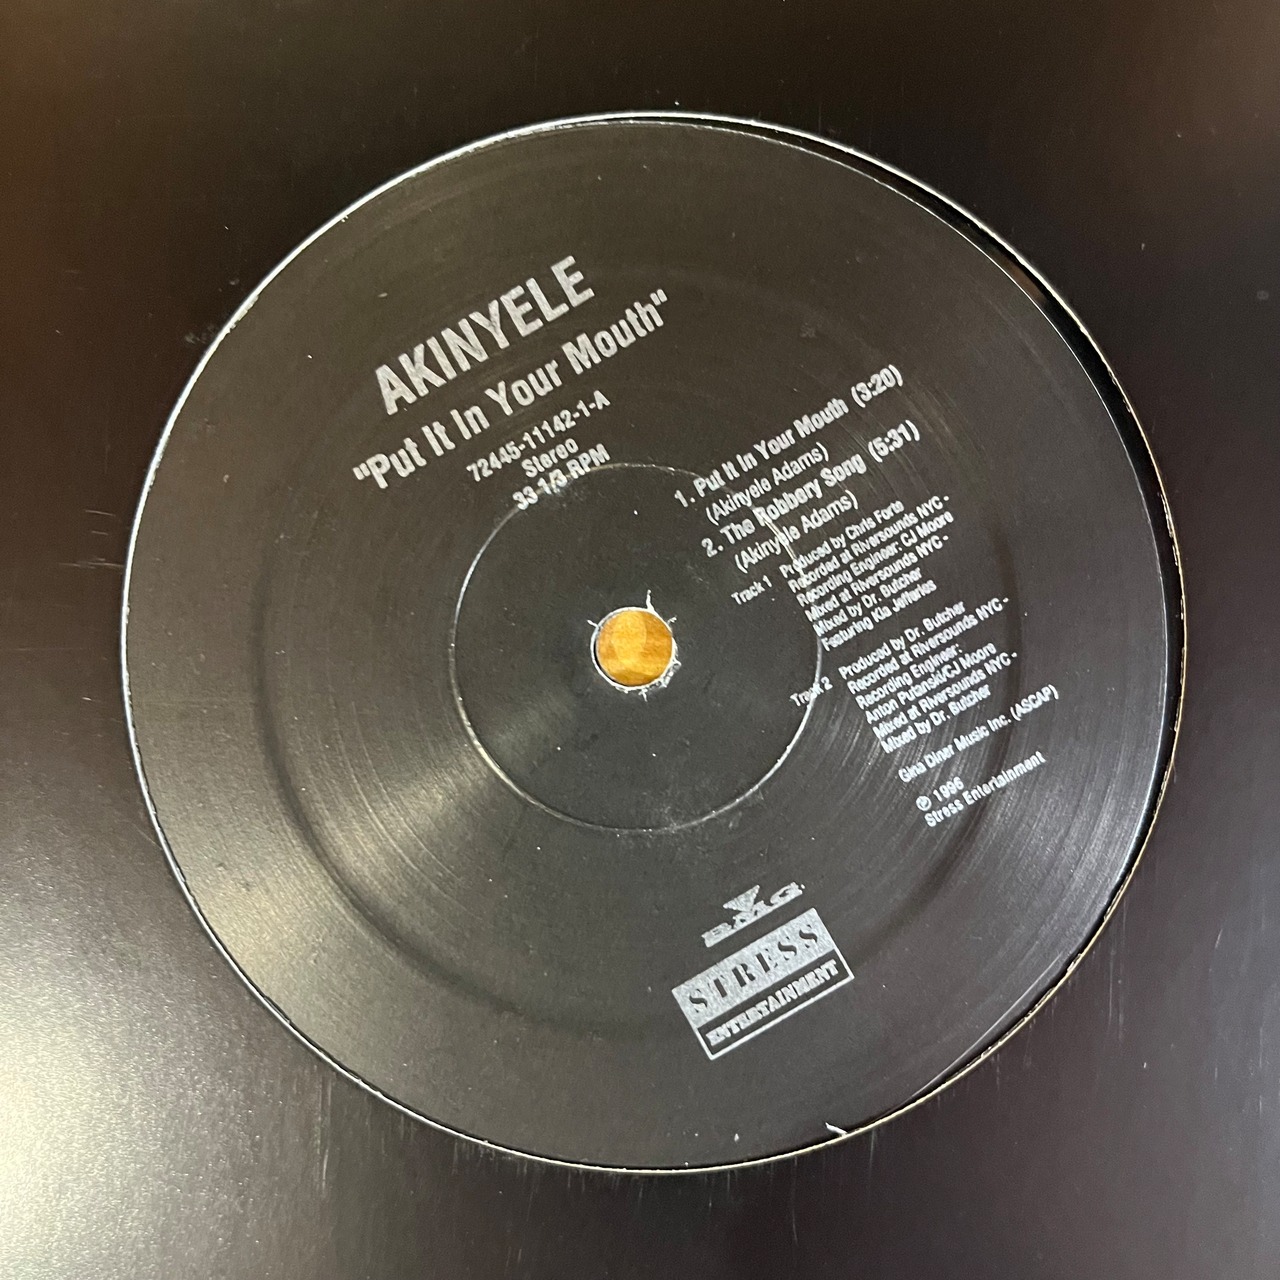 AKINYELE
"Put It In Your Mouth"
72445-11142-1-A
Stereo
33-1/3-RPM
1. Put It In Your Mouth (3:20)
(Akinyele Adams)
2. The Robbery Song (5:31)
(Akinyele Adams)
Track 1 Produced by Chris Forte
Recorded at Riversounds NYC -
Recording Engineer: CJ Moore
Mixed at Riversounds NYC -
Mixed by Dr. Butcher
Featuring Kia Jefferies
Track 2 Produced by Dr. Butcher
Recorded at Riversounds NYC -
Recording Engineer:
Anton Putanski/CJ Moore
Mixed at Riversounds NYC -
Mixed by Dr. Butcher
Gina Diner Music Inc. (ASCAP)
℗ 1996
Stress Entertainment
BMG
STRESS
ENTERTAINMENT